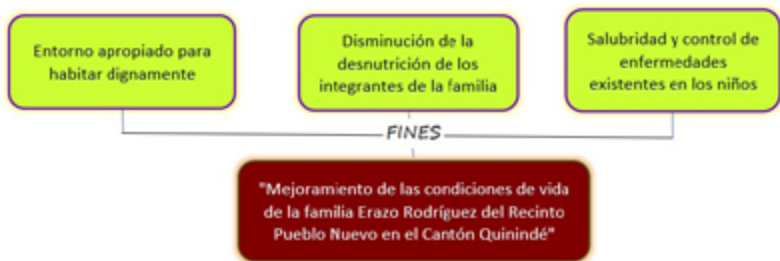 Entorno apropiado para
habitar dignamente
Disminución de la
desnutrición de los
integrantes de la familia
Salubridad y control de
enfermedades
existentes en los niños
FINES
"Mejoramiento de las condiciones de vida
de la familia Erazo Rodríguez del Recinto
Pueblo Nuevo en el Cantón Quinindé"